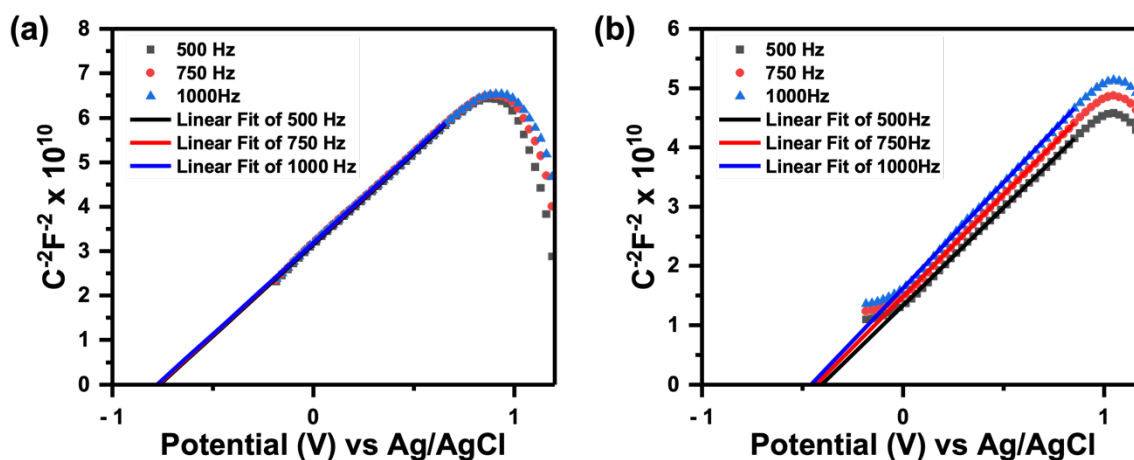 (a)
8
7
6
5
4
3
2
1
0
- 1
0
1
500 Hz
750 Hz
1000Hz
Linear Fit of 500 Hz
Linear Fit of 750 Hz
Linear Fit of 1000 Hz
C-2F-2 x 1010
Potential (V) vs Ag/AgCl
(b)
6
5
4
3
2
1
0
- 1
0
1
500 Hz
750 Hz
1000Hz
Linear Fit of 500Hz
Linear Fit of 750Hz
Linear Fit of 1000Hz
C-2F-2 x 1010
Potential (V) vs Ag/AgCl